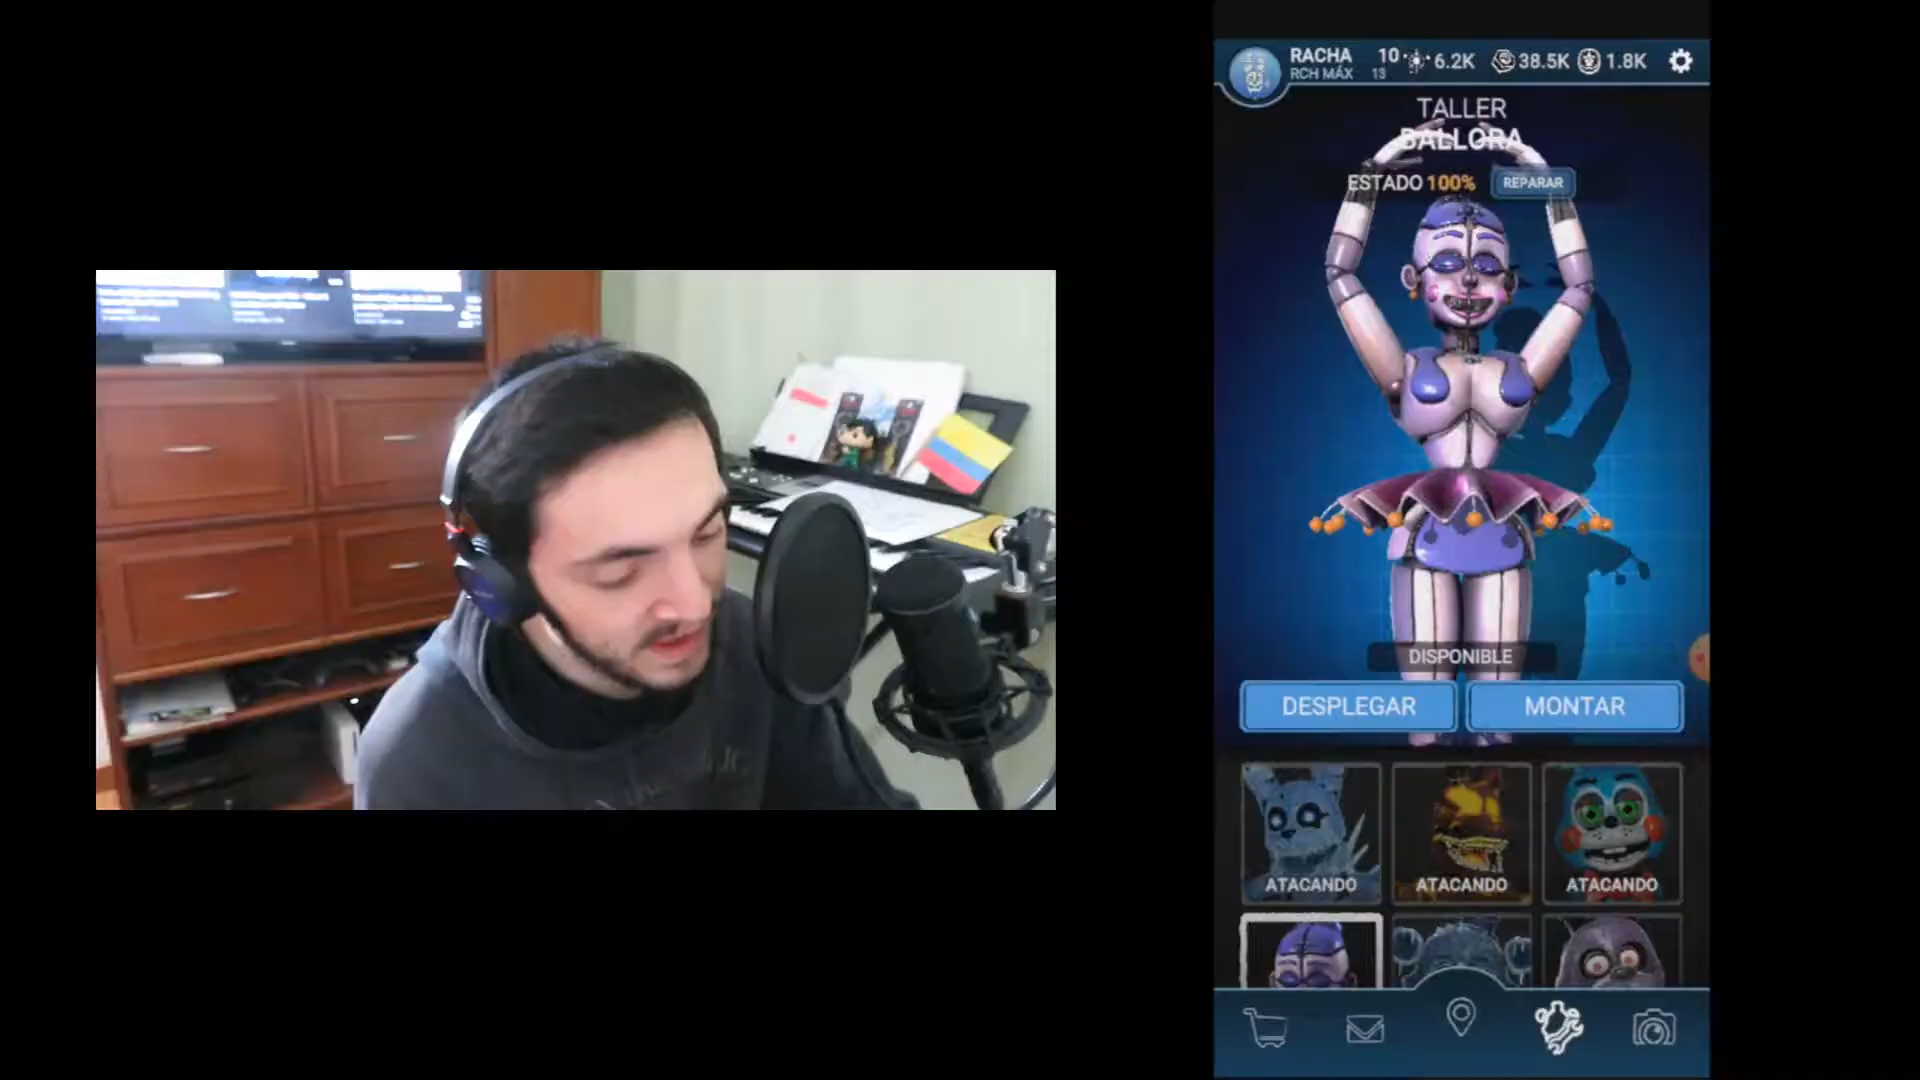 RACHA
RCH MÁX
10
13
6.2K
38.5K
1.8K
TALLER
BALLORA
ESTADO 100%
REPARAR
DISPONIBLE
DESPLEGAR
MONTAR
ATACANDO
ATACANDO
ATACANDO